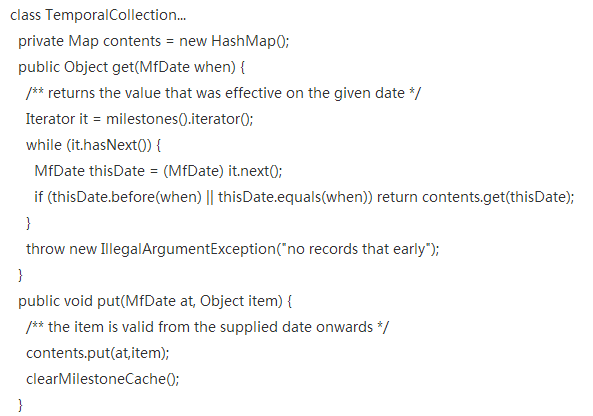 class TemporalCollection...
private Map contents = new HashMap();
public Object get(MfDate when) {
/** returns the value that was effective on the given date */
Iterator it = milestones().iterator();
while (it.hasNext()) {
MfDate thisDate = (MfDate) it.next();
if (thisDate.before(when) || thisDate.equals(when)) return contents.get(thisDate);
}
throw new IllegalArgumentException("no records that early");
}
public void put(MfDate at, Object item) {
/** the item is valid from the supplied date onwards */
contents.put(at,item);
clearMilestoneCache();
}